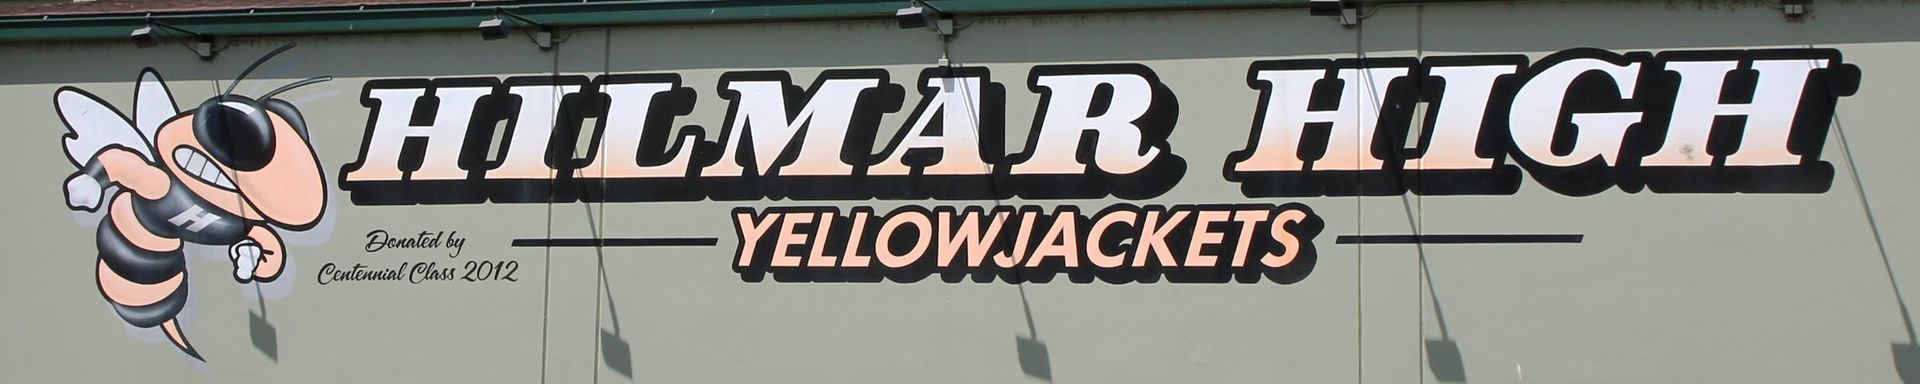 HILMAR HIGH
YELLOWJACKETS
H
Donated by
Centennial Class 2012